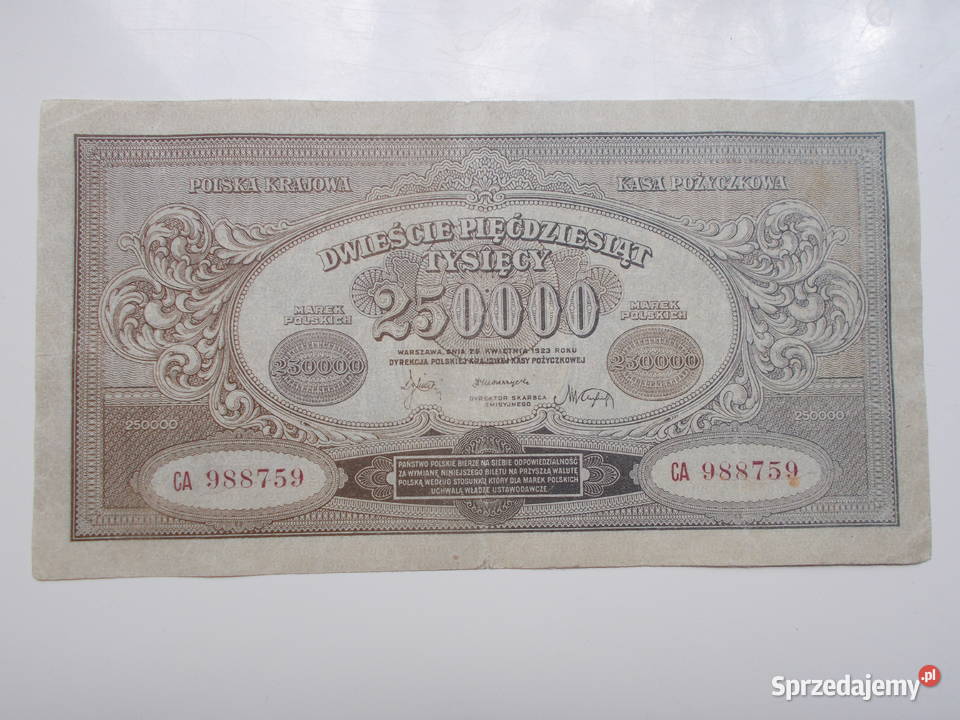 POLSKA KRAJOWA KASA POŻYCZKOWA
DWIEŚCIE PIĘĆDZIESIĄT
TYSIĘCY
MAREK POLSKICH 250000 MAREK POLSKICH
WARSZAWA, DNIA 25 KWIETNIA 1923 ROKU
DYREKCJA POLSKIEJ KRAJOWEJ KASY POŻYCZKOWEJ
250000 250000
DYREKTOR SKARBCA
EMISYJNEGO
250000 250000
CA 988759 CA 988759
PAŃSTWO POLSKIE BIERZE NA SIEBIE ODPOWIEDZIALNOŚĆ
ZA WYMIANĘ NINIEJSZEGO BILETU NA PRZYSZŁĄ WALUTĘ
POLSKĄ WEDŁUG STOSUNKU, KTÓRY DLA MAREK POLSKICH
UCHWALĄ WŁADZE USTAWODAWCZE
Sprzedajemy.pl